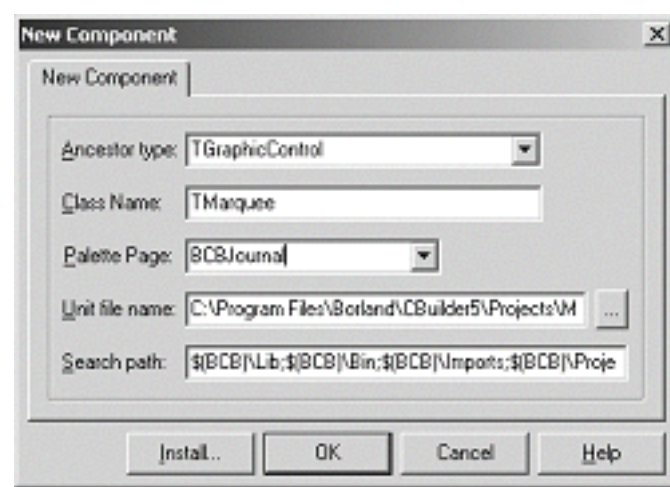 New Component
New Component
Ancestor type: TGraphicControl
Class Name: TMarquee
Palette Page: BCBJournal
Unit file name: C:\Program Files\Borland\CBuilder5\Projects\M ...
Search path: $(BCB)\Lib;$(BCB)\Bin;$(BCB)\Imports;$(BCB)\Proje
Install... OK Cancel Help